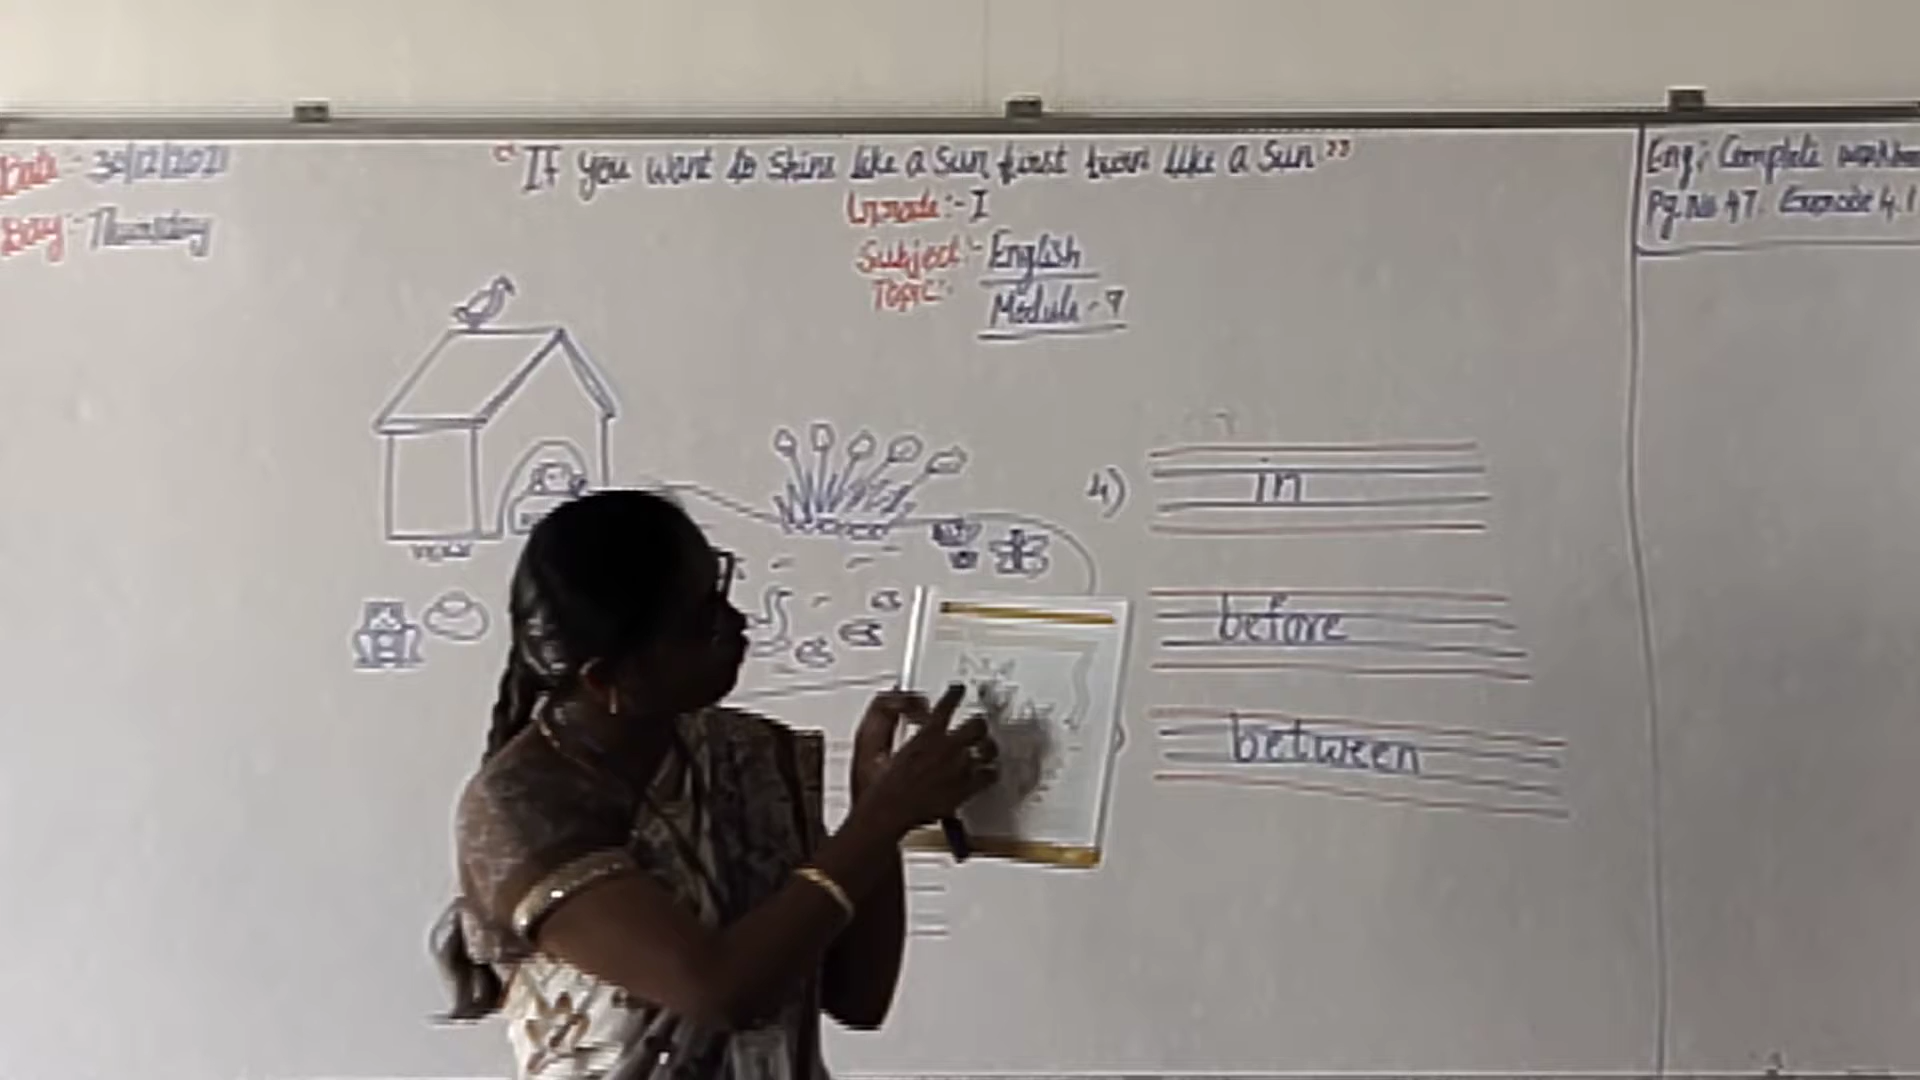 Date:- 30/12/2021
Day:- Thursday
"If you want to shine like a Sun first burn like a Sun"
Grade:- I
Subject:- English
Topic:-
Module - 7
Eng: Complete
Pg.No 47. Exercise 4.1
4)
in
before
between